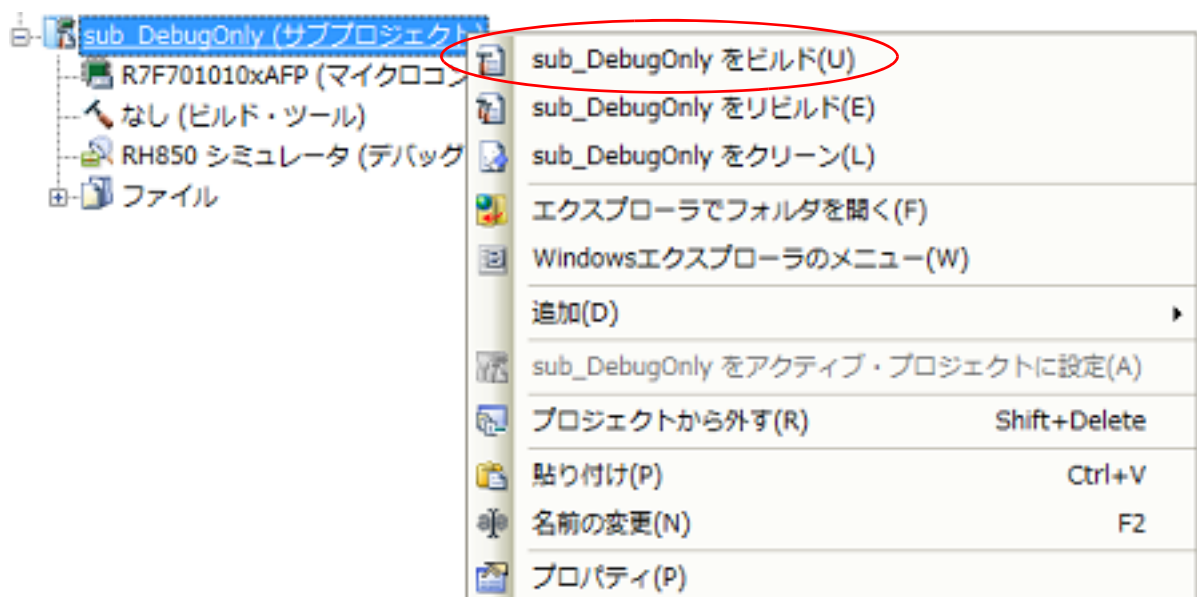 sub_DebugOnly (サブプロジェクト)
R7F701010xAFP (マイクロコン
なし (ビルド・ツール)
RH850 シミュレータ (デバッグ
ファイル
sub_DebugOnly をビルド(U)
sub_DebugOnly をリビルド(E)
sub_DebugOnly をクリーン(L)
エクスプローラでフォルダを開く(F)
Windowsエクスプローラのメニュー(W)
追加(D)
sub_DebugOnly をアクティブ・プロジェクトに設定(A)
プロジェクトから外す(R) Shift+Delete
貼り付け(P) Ctrl+V
名前の変更(N) F2
プロパティ(P)